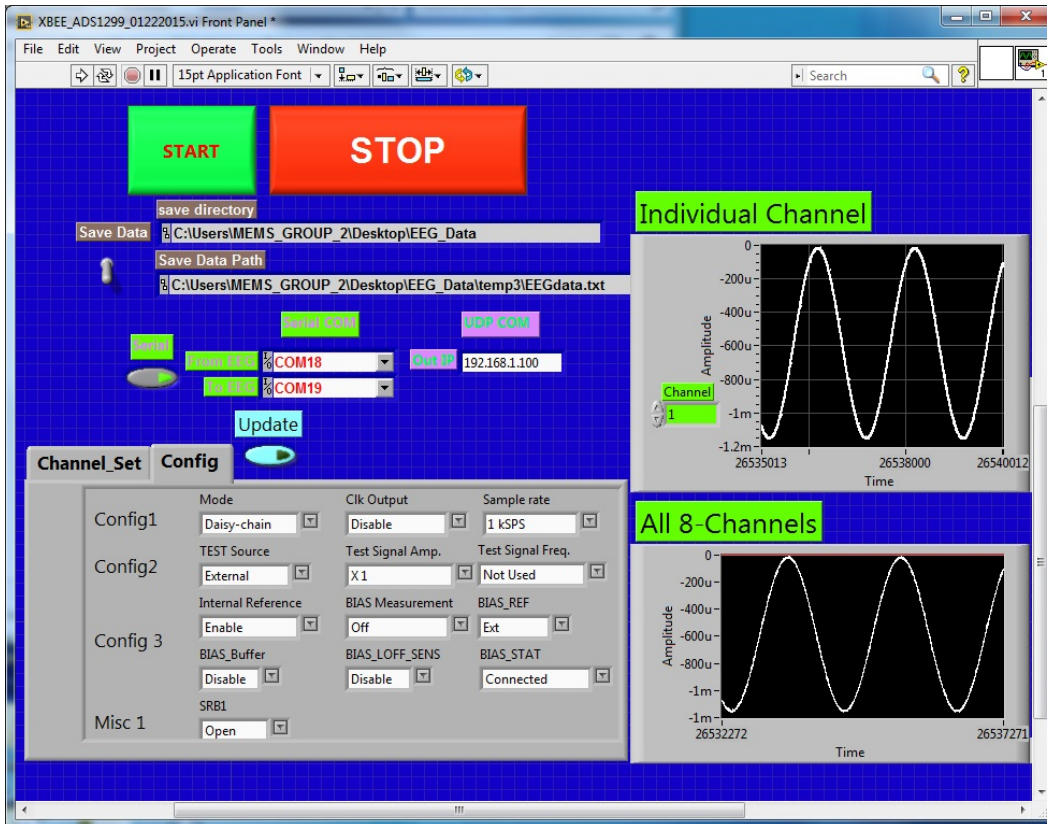 XBEE_ADS1299_01222015.vi Front Panel *
File Edit View Project Operate Tools Window Help
15pt Application Font
Search
1
START
STOP
save directory
Save Data
C:\Users\MEMS_GROUP_2\Desktop\EEG_Data
Save Data Path
C:\Users\MEMS_GROUP_2\Desktop\EEG_Data\temp3\EEGdata.txt
Serial COM
UDP COM
Serial
From EEG
COM18
Out IP
192.168.1.100
To EEG
COM19
Update
Channel_Set
Config
Config1
Mode
Clk Output
Sample rate
Daisy-chain
Disable
1 kSPS
Config2
TEST Source
Test Signal Amp.
Test Signal Freq.
External
X 1
Not Used
Config 3
Internal Reference
BIAS Measurement
BIAS_REF
Enable
Off
Ext
BIAS_Buffer
BIAS_LOFF_SENS
BIAS_STAT
Disable
Disable
Connected
Misc 1
SRB1
Open
Individual Channel
Amplitude
0
-200u
-400u
-600u
-800u
-1m
-1.2m
Channel
1
26535013
26538000
26540012
Time
All 8-Channels
Amplitude
0
-200u
-400u
-600u
-800u
-1m
-1m
26532272
26537271
Time